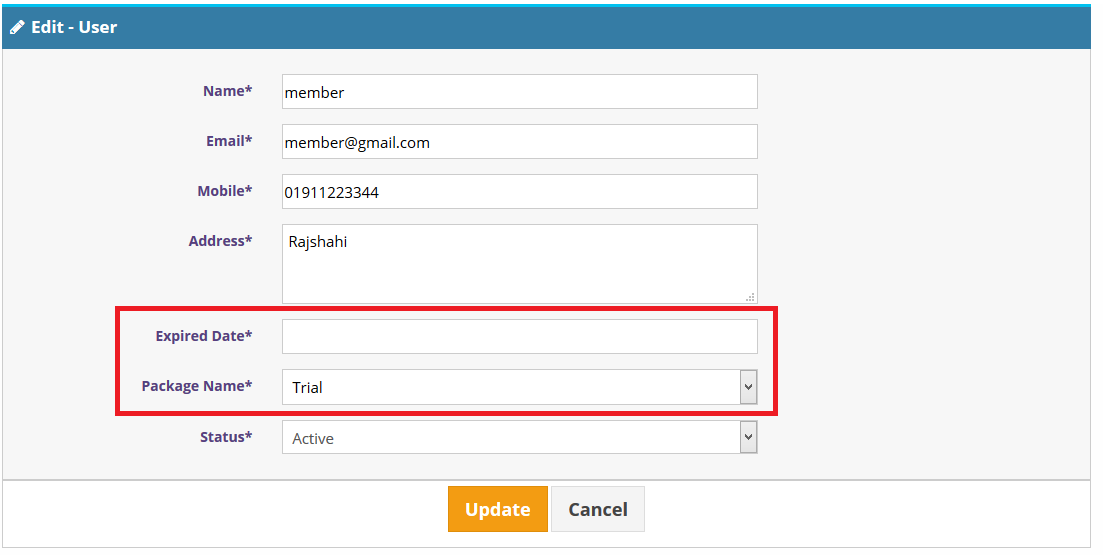 Edit - User
Name* member
Email* member@gmail.com
Mobile* 01911223344
Address* Rajshahi
Expired Date*
Package Name* Trial
Status* Active
Update Cancel